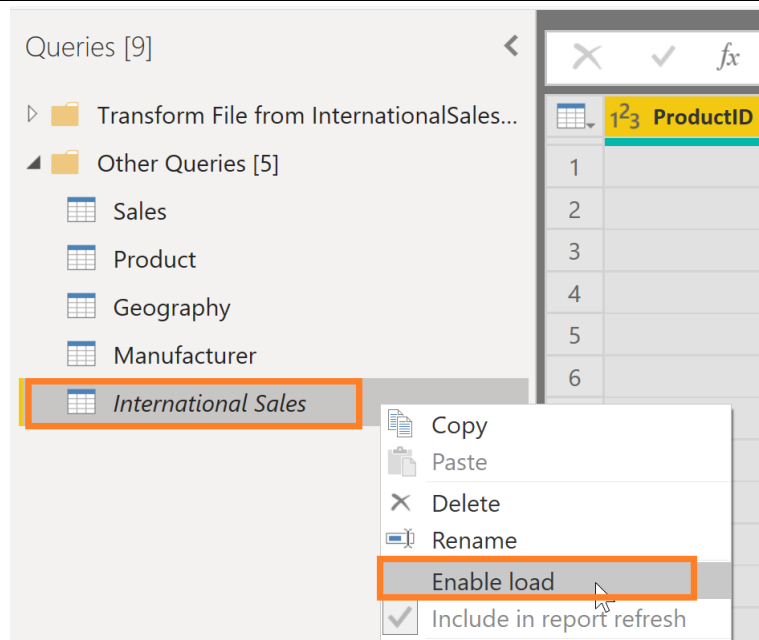 Queries [9]
fx
Transform File from InternationalSales...
Other Queries [5]
Sales
Product
Geography
Manufacturer
International Sales
123 ProductID
1
2
3
4
5
6
Copy
Paste
Delete
Rename
Enable load
Include in report refresh